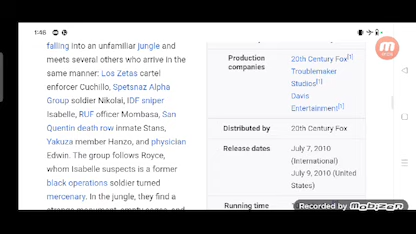 1:46
falling into an unfamiliar jungle and
meets several others who arrive in the
same manner: Los Zetas cartel
enforcer Cuchillo, Spetsnaz Alpha
Group soldier Nikolai, IDF sniper
Isabelle, RUF officer Mombasa, San
Quentin death row inmate Stans,
Yakuza member Hanzo, and physician
Edwin. The group follows Royce,
whom Isabelle suspects is a former
black operations soldier turned
mercenary. In the jungle, they find a
Production
companies
20th Century Fox[1]
Troublemaker
Studios[1]
Davis
Entertainment[1]
Distributed by
20th Century Fox
Release dates
July 7, 2010
(International)
July 9, 2010 (United
States)
Running time
Recorded by Mobizen